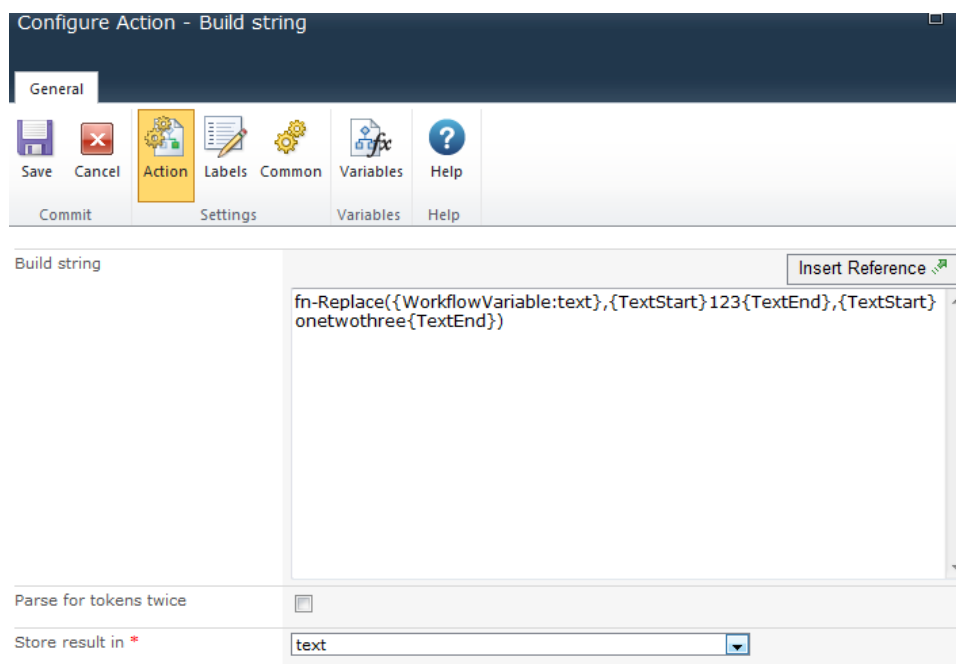 Configure Action - Build string
General
Save Cancel Action Labels Common Variables Help
Commit Settings Variables Help
Build string
Insert Reference
fn-Replace({WorkflowVariable:text},{TextStart}123{TextEnd},{TextStart}
onetwothree{TextEnd})
Parse for tokens twice
Store result in *
text